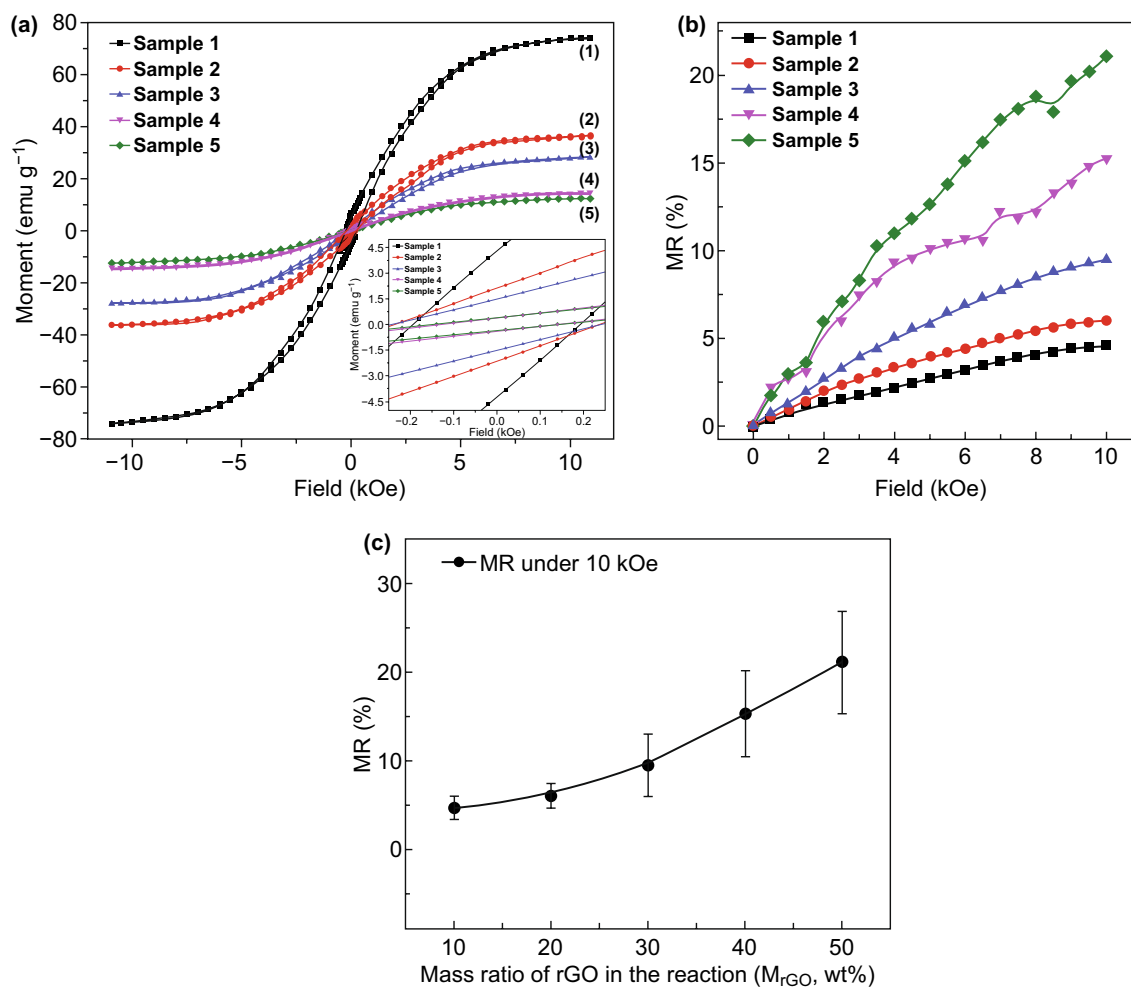 (a)
Sample 1
Sample 2
Sample 3
Sample 4
Sample 5
(1)
(2)
(3)
(4)
(5)
80
60
40
20
0
−20
−40
−60
−80
Moment (emu g−1)
−10
−5
0
5
10
Field (kOe)
Sample 1
Sample 2
Sample 3
Sample 4
Sample 5
4.5
3.0
1.5
0.0
−1.5
−3.0
−4.5
Moment (emu g−1)
−0.2
−0.1
0.0
0.1
0.2
Field (kOe)
(b)
Sample 1
Sample 2
Sample 3
Sample 4
Sample 5
20
15
10
5
0
MR (%)
0
2
4
6
8
10
Field (kOe)
(c)
MR under 10 kOe
30
20
10
0
MR (%)
10
20
30
40
50
Mass ratio of rGO in the reaction (MrGO, wt%)